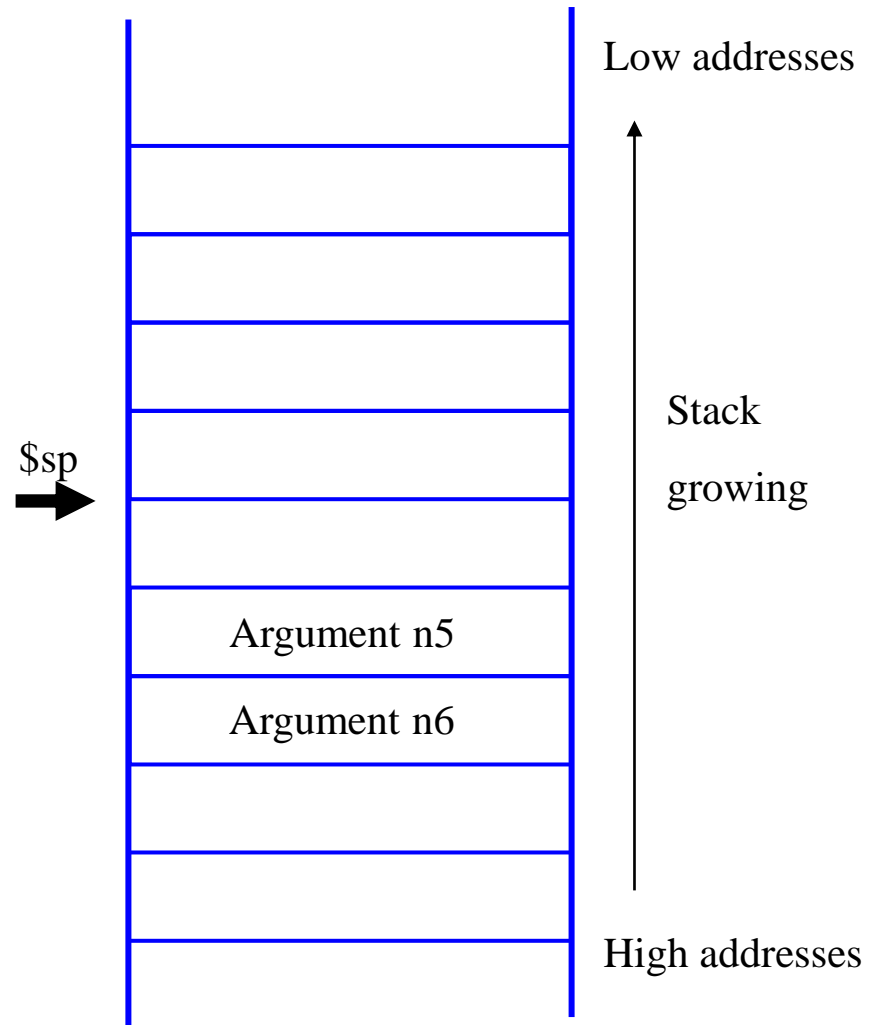 Low addresses
Stack
$sp
growing
Argument n5
Argument n6
High addresses